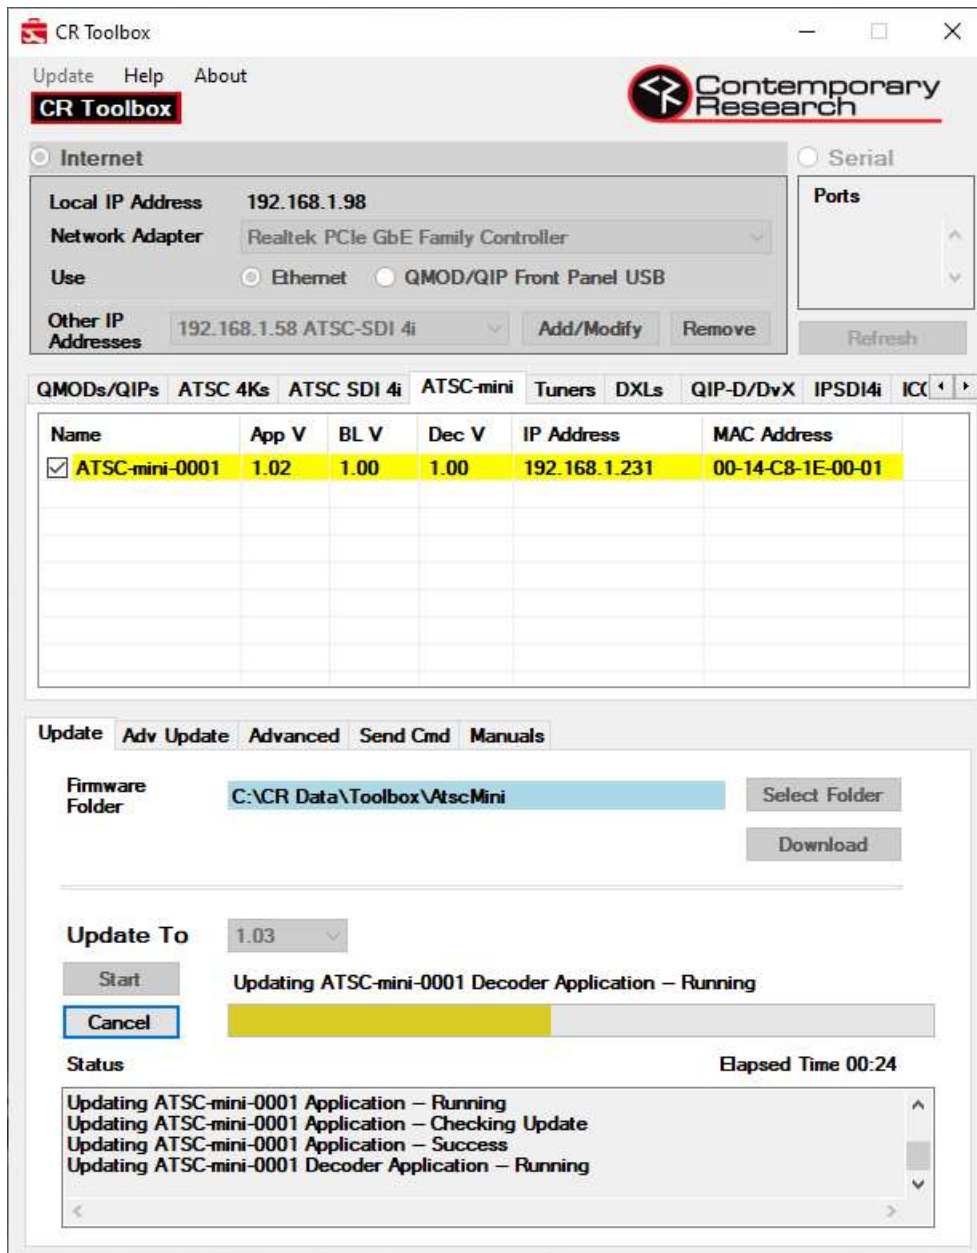 CR Toolbox
Update Help About
CR Toolbox
Contemporary
Research
Internet
Serial
Local IP Address 192.168.1.98
Ports
Network Adapter Realtek PCIe GbE Family Controller
Use Ethernet QMOD/QIP Front Panel USB
Other IP
Addresses
192.168.1.58 ATSC-SDI 4i Add/Modify Remove
Refresh
QMODs/QIPs ATSC 4Ks ATSC SDI 4i ATSC-mini Tuners DXLs QIP-D/DvX IPSDI4i IC(
Name App V BL V Dec V IP Address MAC Address
ATSC-mini-0001 1.02 1.00 1.00 192.168.1.231 00-14-C8-1E-00-01
Update Adv Update Advanced Send Cmd Manuals
Firmware
Folder
C:\CR Data\Toolbox\AtscMini Select Folder
Download
Update To 1.03
Start Updating ATSC-mini-0001 Decoder Application – Running
Cancel
Status Elapsed Time 00:24
Updating ATSC-mini-0001 Application – Running
Updating ATSC-mini-0001 Application – Checking Update
Updating ATSC-mini-0001 Application – Success
Updating ATSC-mini-0001 Decoder Application – Running